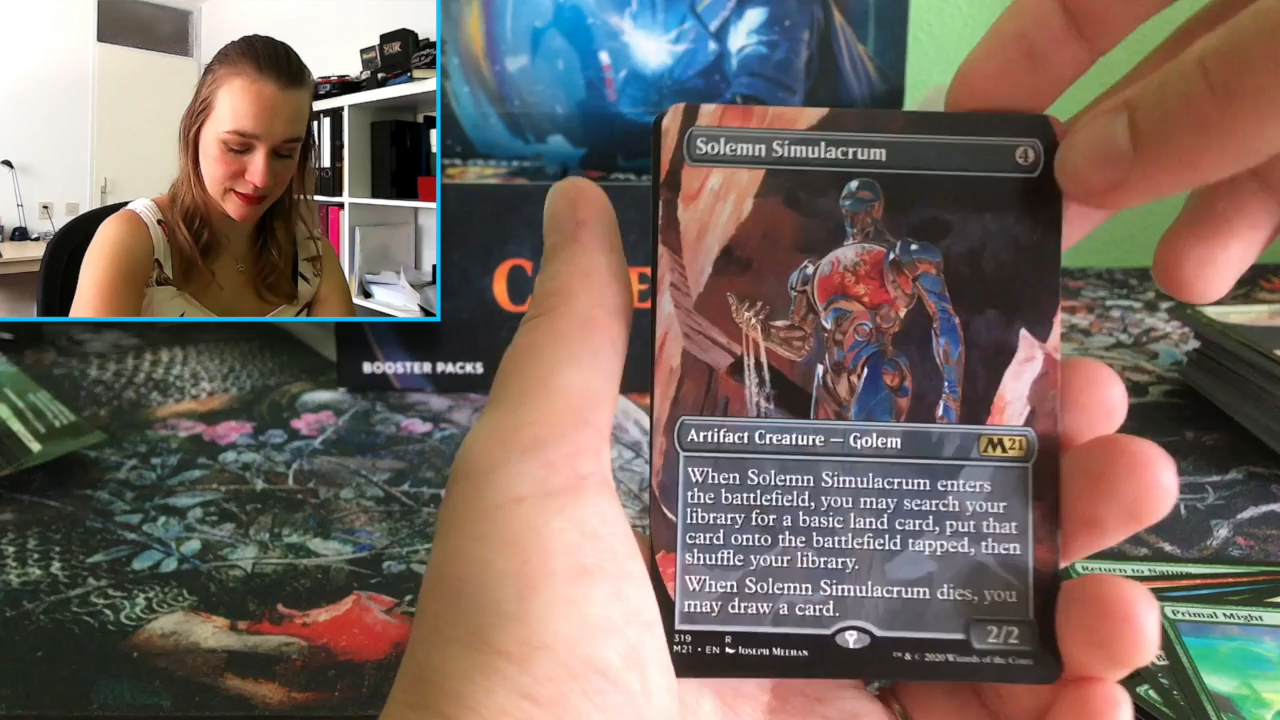 BOOSTER PACKS
Solemn Simulacrum 4
Artifact Creature — Golem M21
When Solemn Simulacrum enters
the battlefield, you may search your
library for a basic land card, put that
card onto the battlefield tapped, then
shuffle your library.
When Solemn Simulacrum dies, you
may draw a card.
2/2
319 R
M21 • EN Joseph Meehan
™ & © 2020 Wizards of the Coast
Return to Nature
Primal Might